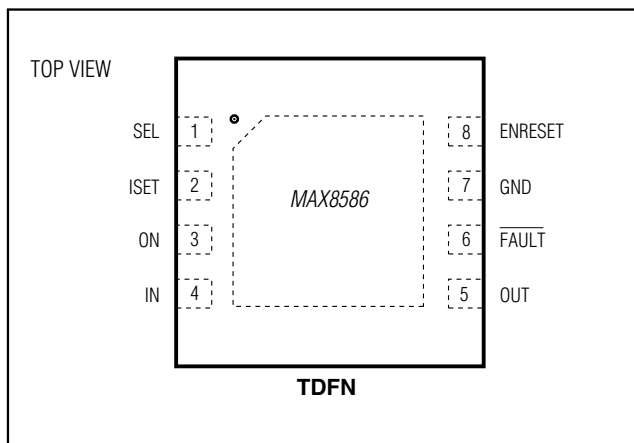 TOP VIEW
SEL 1 8 ENRESET
ISET 2 MAX8586 7 GND
ON 3 6 F̅A̅U̅L̅T̅
IN 4 5 OUT
TDFN